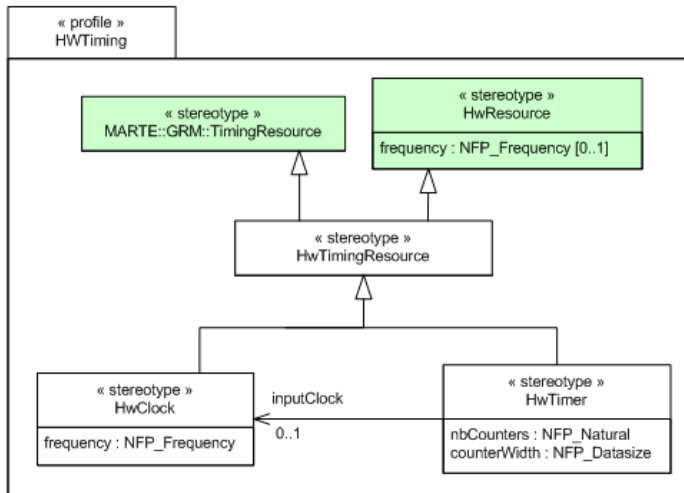 « profile »
HWTiming
« stereotype »
MARTE::GRM::TimingResource
« stereotype »
HwResource
frequency : NFP_Frequency [0..1]
« stereotype »
HwTimingResource
« stereotype »
HwClock
frequency : NFP_Frequency
inputClock
0..1
« stereotype »
HwTimer
nbCounters : NFP_Natural
counterWidth : NFP_Datasize